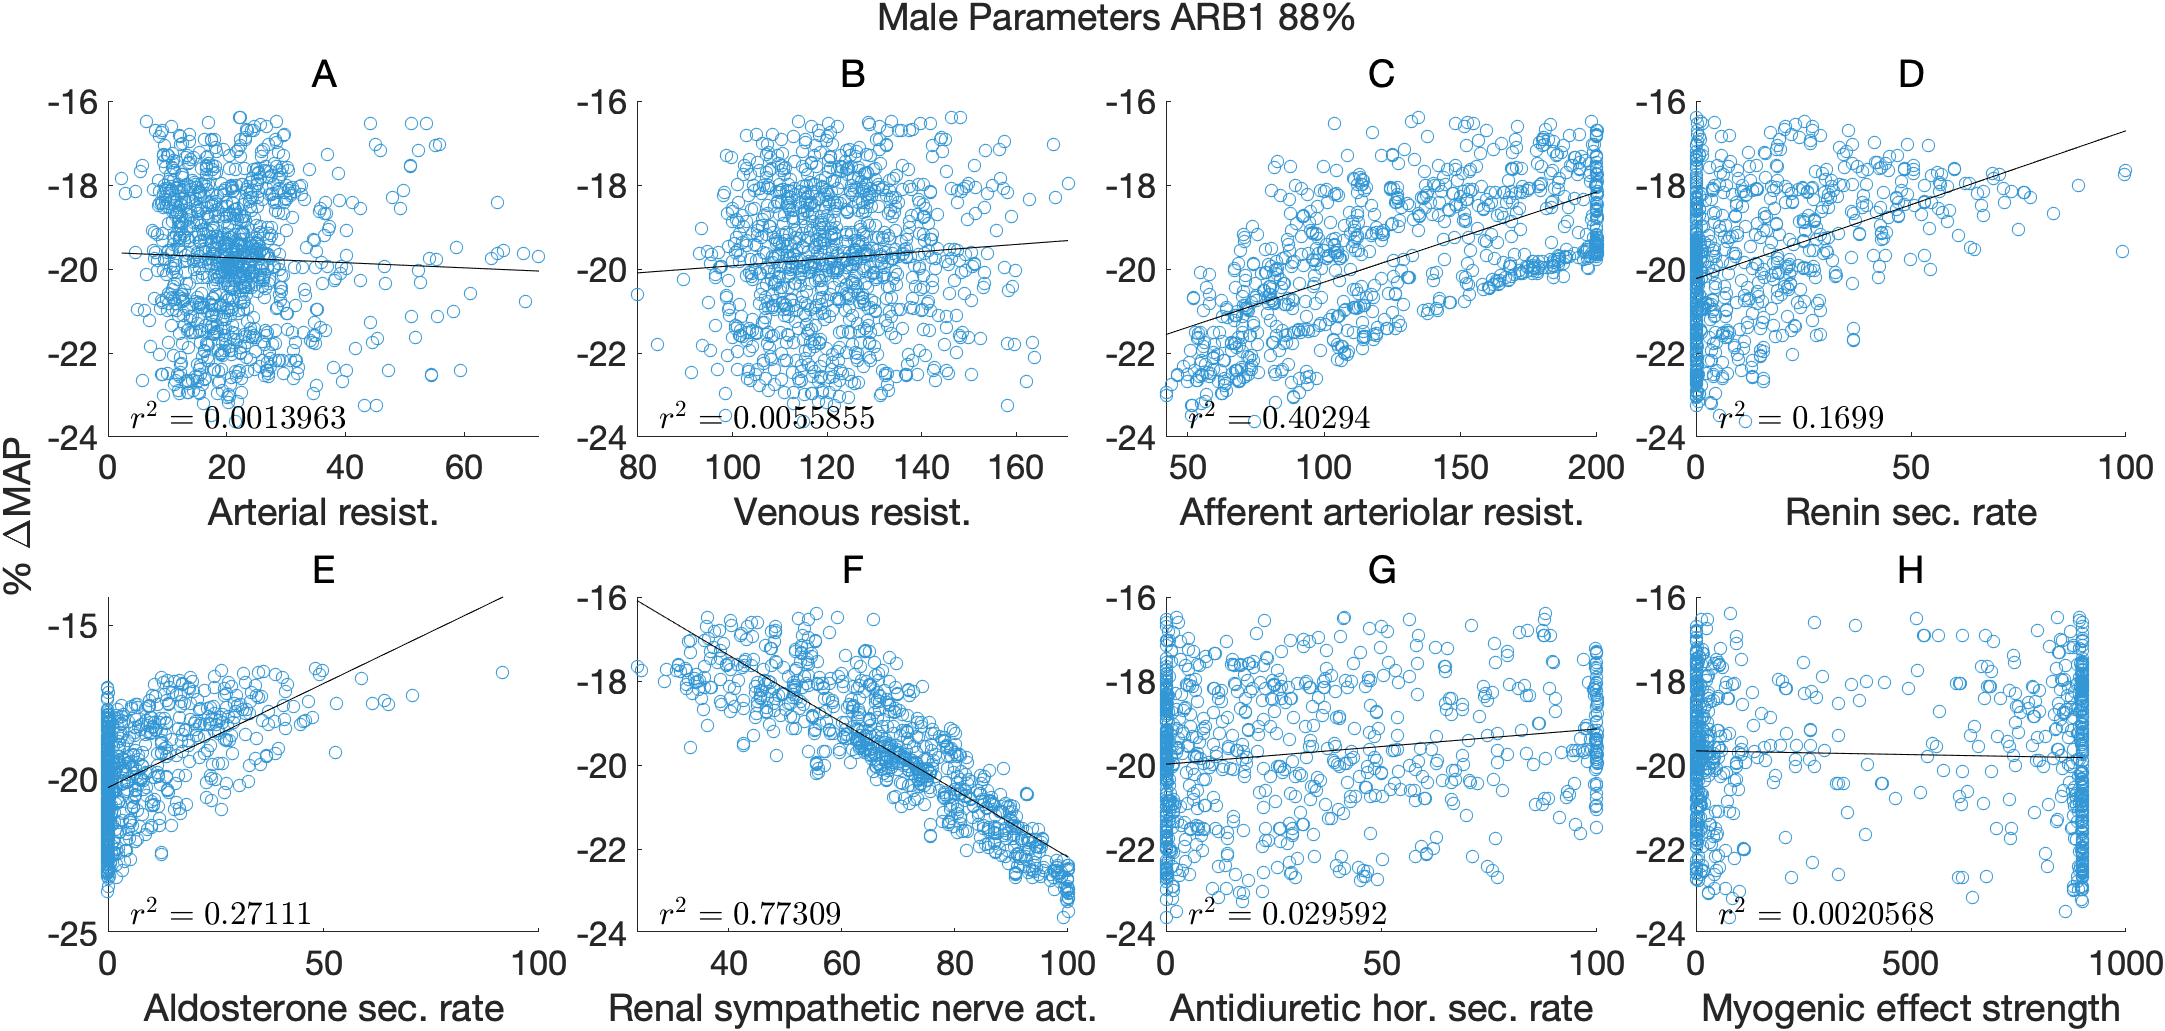 Male Parameters ARB1 88%
% ΔMAP
A
-16
-18
-20
-22
-24
r² = 0.0013963
0 20 40 60
Arterial resist.
B
-16
-18
-20
-22
-24
r² = 0.0055855
80 100 120 140 160
Venous resist.
C
-16
-18
-20
-22
-24
r² = 0.40294
50 100 150 200
Afferent arteriolar resist.
D
-16
-18
-20
-22
-24
r² = 0.1699
0 50 100
Renin sec. rate
E
-15
-20
-25
r² = 0.27111
0 50 100
Aldosterone sec. rate
F
-16
-18
-20
-22
-24
r² = 0.77309
40 60 80 100
Renal sympathetic nerve act.
G
-16
-18
-20
-22
-24
r² = 0.029592
0 50 100
Antidiuretic hor. sec. rate
H
-16
-18
-20
-22
-24
r² = 0.0020568
0 500 1000
Myogenic effect strength